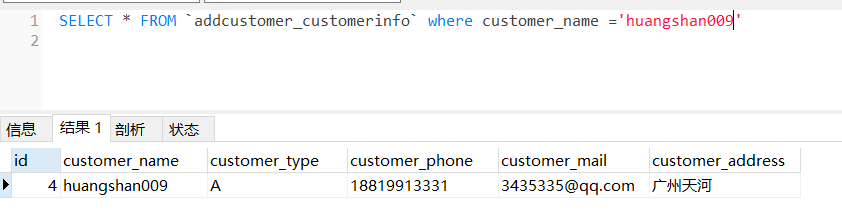 1 SELECT * FROM `addcustomer_customerinfo` where customer_name ='huangshan009'
2
信息 结果 1 剖析 状态
id customer_name customer_type customer_phone customer_mail customer_address
4 huangshan009 A 18819913331 3435335@qq.com 广州天河